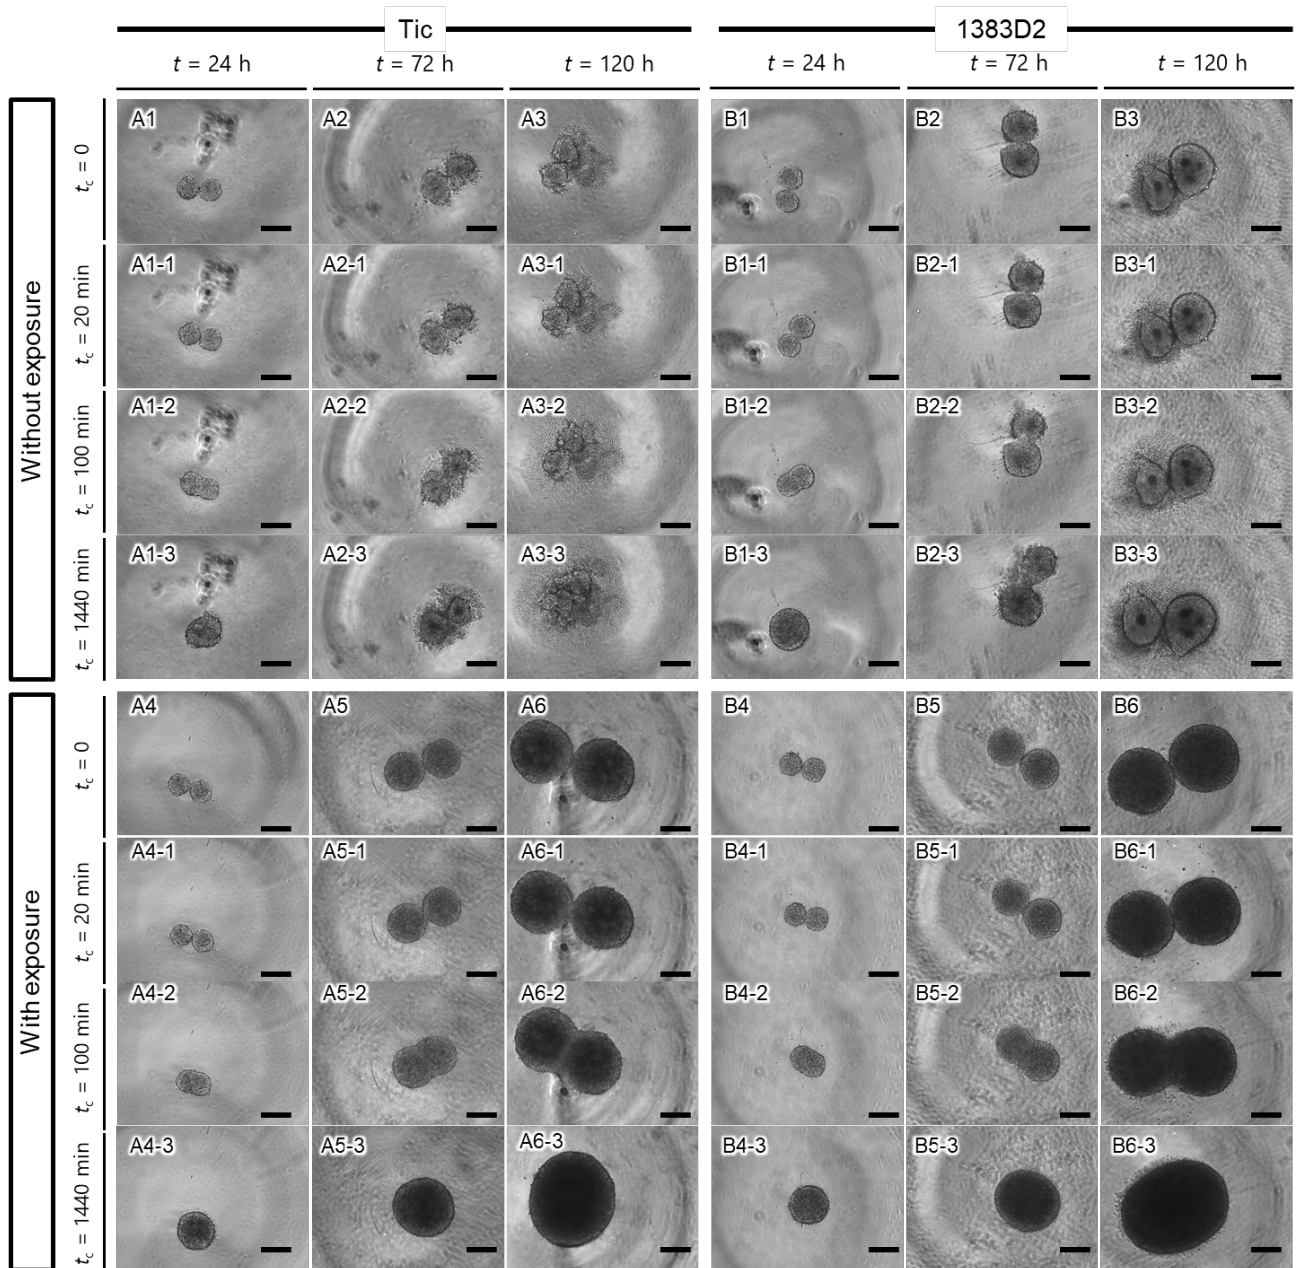 Tic 1383D2
t = 24 h t = 72 h t = 120 h t = 24 h t = 72 h t = 120 h
Without exposure
tc = 0
A1 A2 A3 B1 B2 B3
tc = 20 min
A1-1 A2-1 A3-1 B1-1 B2-1 B3-1
tc = 100 min
A1-2 A2-2 A3-2 B1-2 B2-2 B3-2
tc = 1440 min
A1-3 A2-3 A3-3 B1-3 B2-3 B3-3
With exposure
tc = 0
A4 A5 A6 B4 B5 B6
tc = 20 min
A4-1 A5-1 A6-1 B4-1 B5-1 B6-1
tc = 100 min
A4-2 A5-2 A6-2 B4-2 B5-2 B6-2
tc = 1440 min
A4-3 A5-3 A6-3 B4-3 B5-3 B6-3